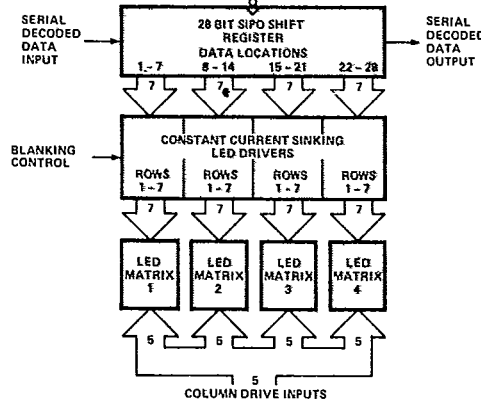 SERIAL
DECODED
DATA
INPUT
28 BIT SIPO SHIFT
REGISTER
DATA LOCATIONS
1-7 8-14 15-21 22-28
SERIAL
DECODED
DATA
OUTPUT
7 7 7 7
BLANKING
CONTROL
CONSTANT CURRENT SINKING
LED DRIVERS
ROWS ROWS ROWS ROWS
1-7 1-7 1-7 1-7
7 7 7 7
LED LED LED LED
MATRIX MATRIX MATRIX MATRIX
1 2 3 4
5 5 5 5
5
COLUMN DRIVE INPUTS